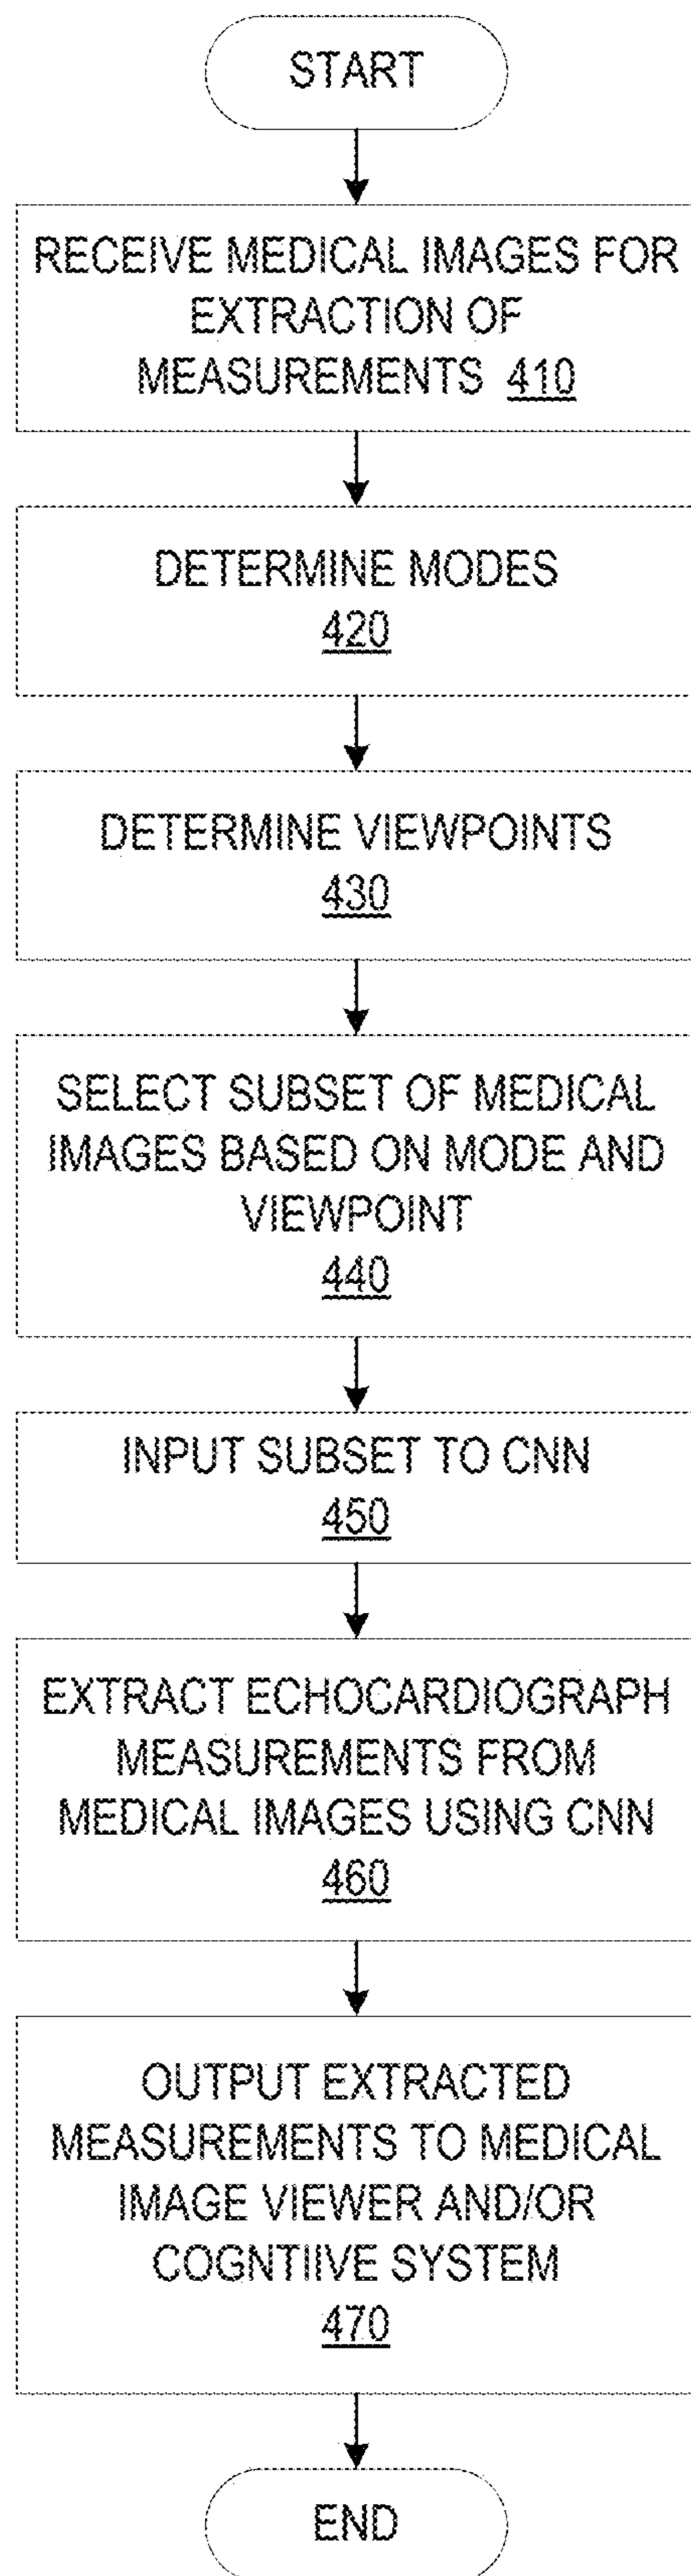 START
RECEIVE MEDICAL IMAGES FOR
EXTRACTION OF
MEASUREMENTS 410
DETERMINE MODES
420
DETERMINE VIEWPOINTS
430
SELECT SUBSET OF MEDICAL
IMAGES BASED ON MODE AND
VIEWPOINT
440
INPUT SUBSET TO CNN
450
EXTRACT ECHOCARDIOGRAPH
MEASUREMENTS FROM
MEDICAL IMAGES USING CNN
460
OUTPUT EXTRACTED
MEASUREMENTS TO MEDICAL
IMAGE VIEWER AND/OR
COGNTIIVE SYSTEM
470
END